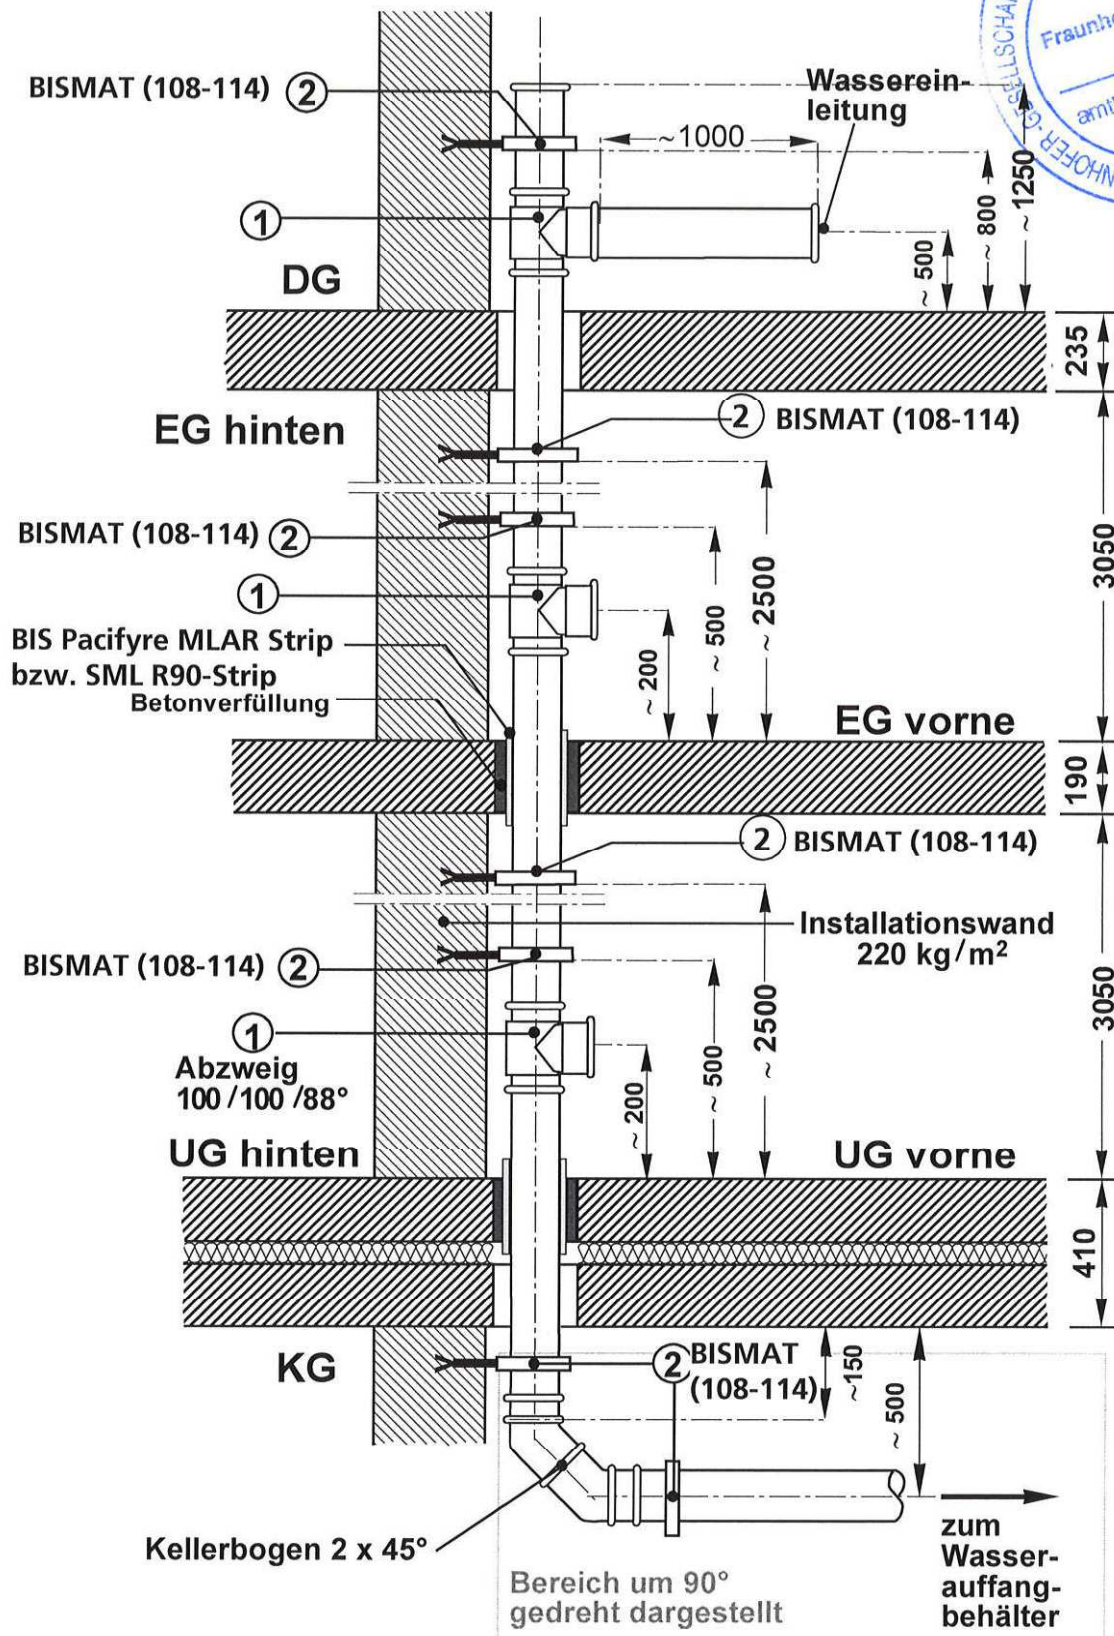 BISMAT (108-114) 2
Wasserein-
leitung
~1000
1
DG
~ 500
~ 800
~ 1250
235
EG hinten
2 BISMAT (108-114)
BISMAT (108-114) 2
1
BIS Pacifyre MLAR Strip
bzw. SML R90-Strip
Betonverfüllung
~ 200
~ 500
~ 2500
3050
EG vorne
190
2 BISMAT (108-114)
Installationswand
220 kg/m²
BISMAT (108-114) 2
1
Abzweig
100 /100 /88°
~ 200
~ 500
~ 2500
3050
UG hinten
UG vorne
410
KG
2 BISMAT
(108-114)
~150
~ 500
Kellerbogen 2 x 45°
zum
Wasser-
auffang-
behälter
Bereich um 90°
gedreht dargestellt